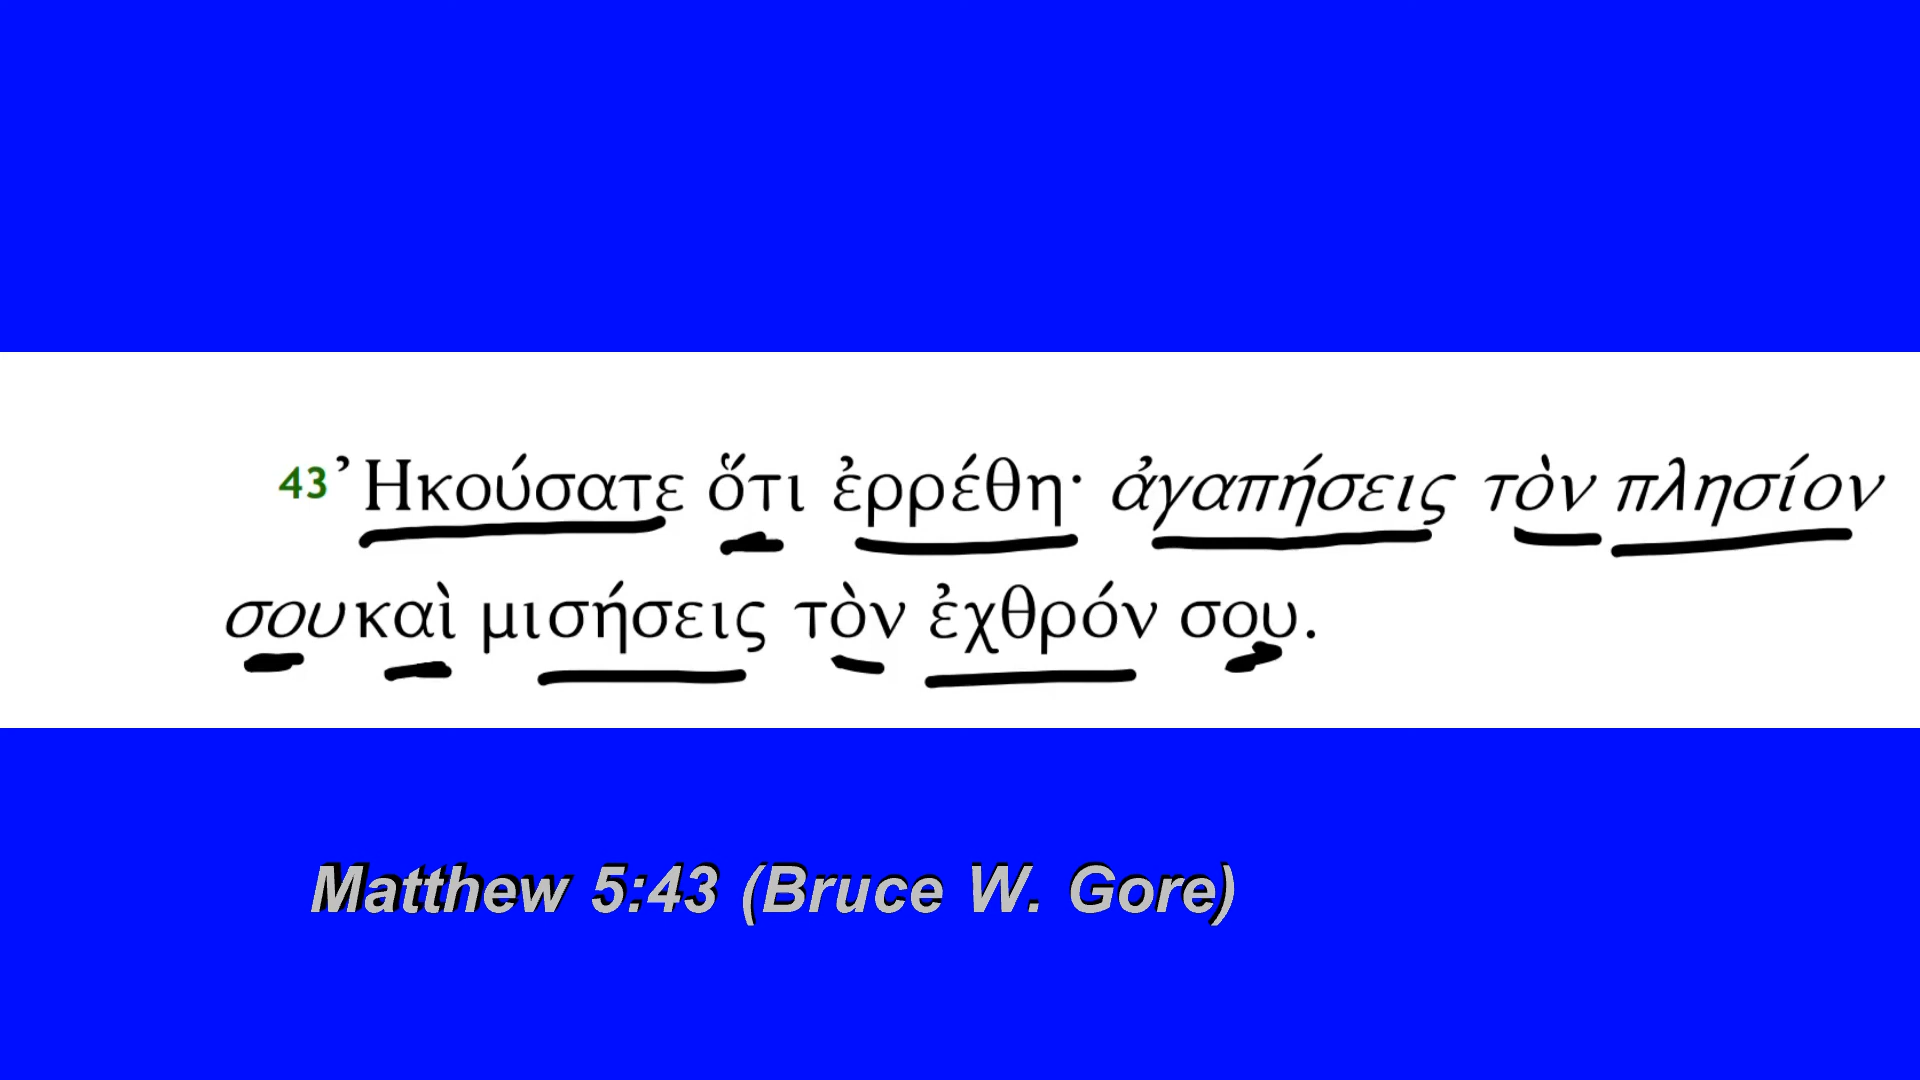 43 Ἠκούσατε ὅτι ἐρρέθη· ἀγαπήσεις τὸν πλησίον
σου καὶ μισήσεις τὸν ἐχθρόν σου.
Matthew 5:43 (Bruce W. Gore)